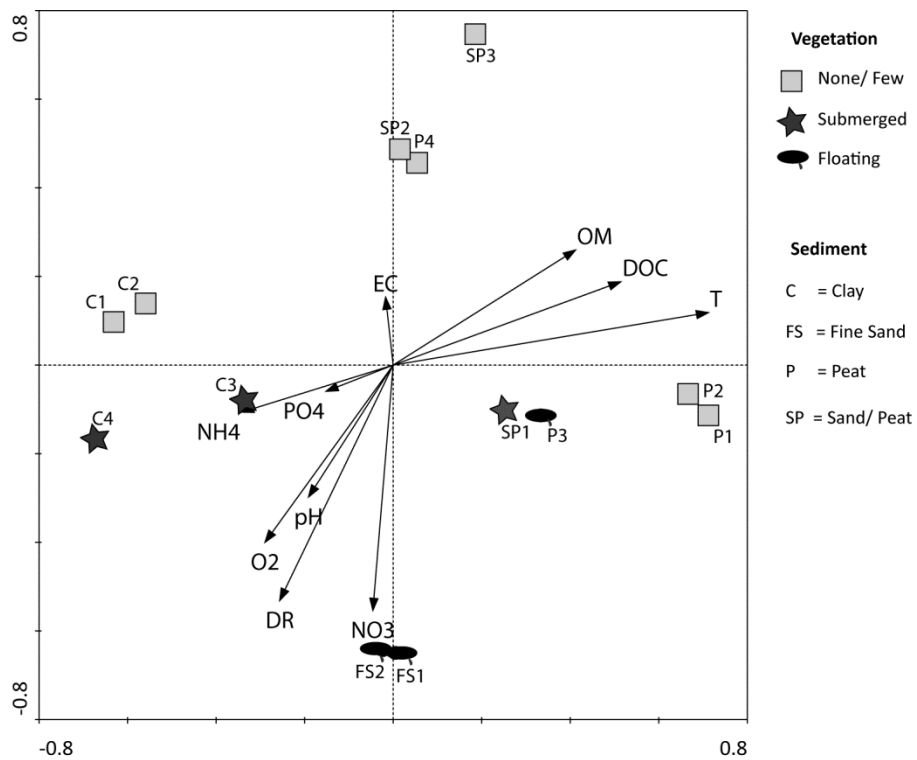 0.8
SP3
SP2
P4
OM
DOC
EC
T
C2
C1
C3
PO4
NH4
C4
P2
SP1
P3
P1
pH
O2
DR
NO3
FS2
FS1
-0.8
-0.8
0.8
Vegetation
None/ Few
Submerged
Floating
Sediment
C = Clay
FS = Fine Sand
P = Peat
SP = Sand/ Peat